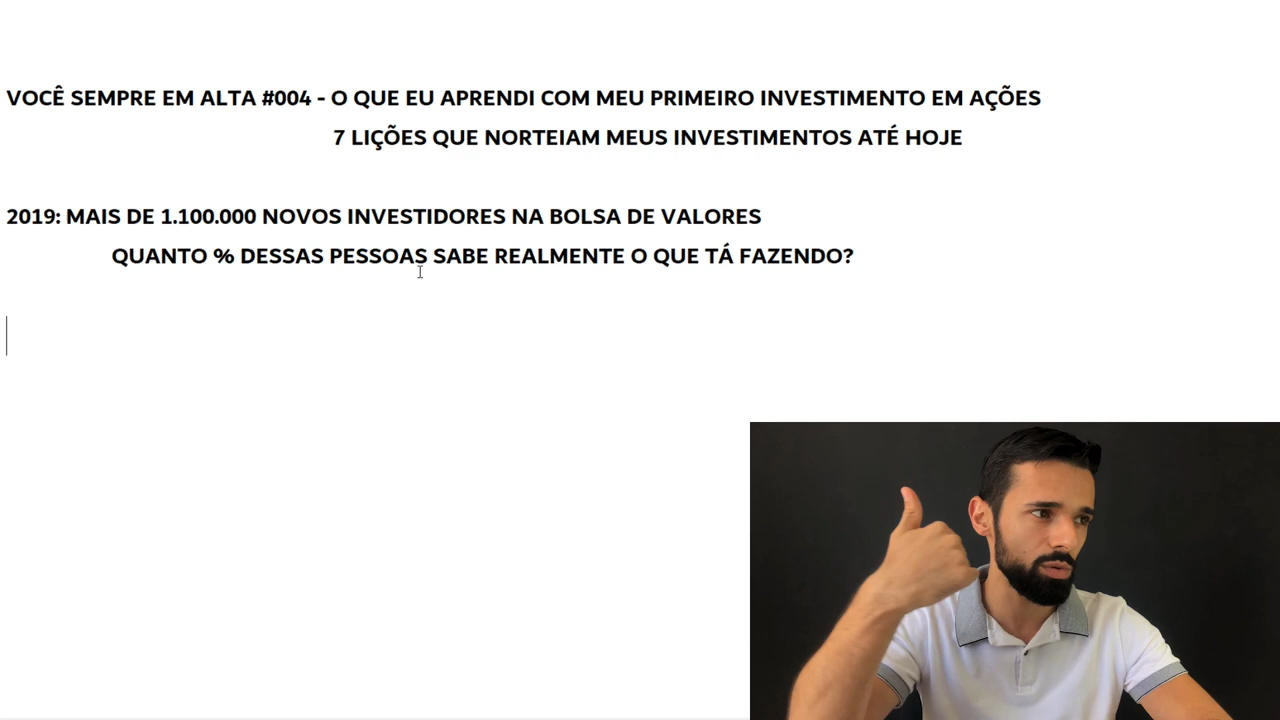 VOCÊ SEMPRE EM ALTA #004 - O QUE EU APRENDI COM MEU PRIMEIRO INVESTIMENTO EM AÇÕES
7 LIÇÕES QUE NORTEIAM MEUS INVESTIMENTOS ATÉ HOJE
2019: MAIS DE 1.100.000 NOVOS INVESTIDORES NA BOLSA DE VALORES
QUANTO % DESSAS PESSOAS SABE REALMENTE O QUE TÁ FAZENDO?